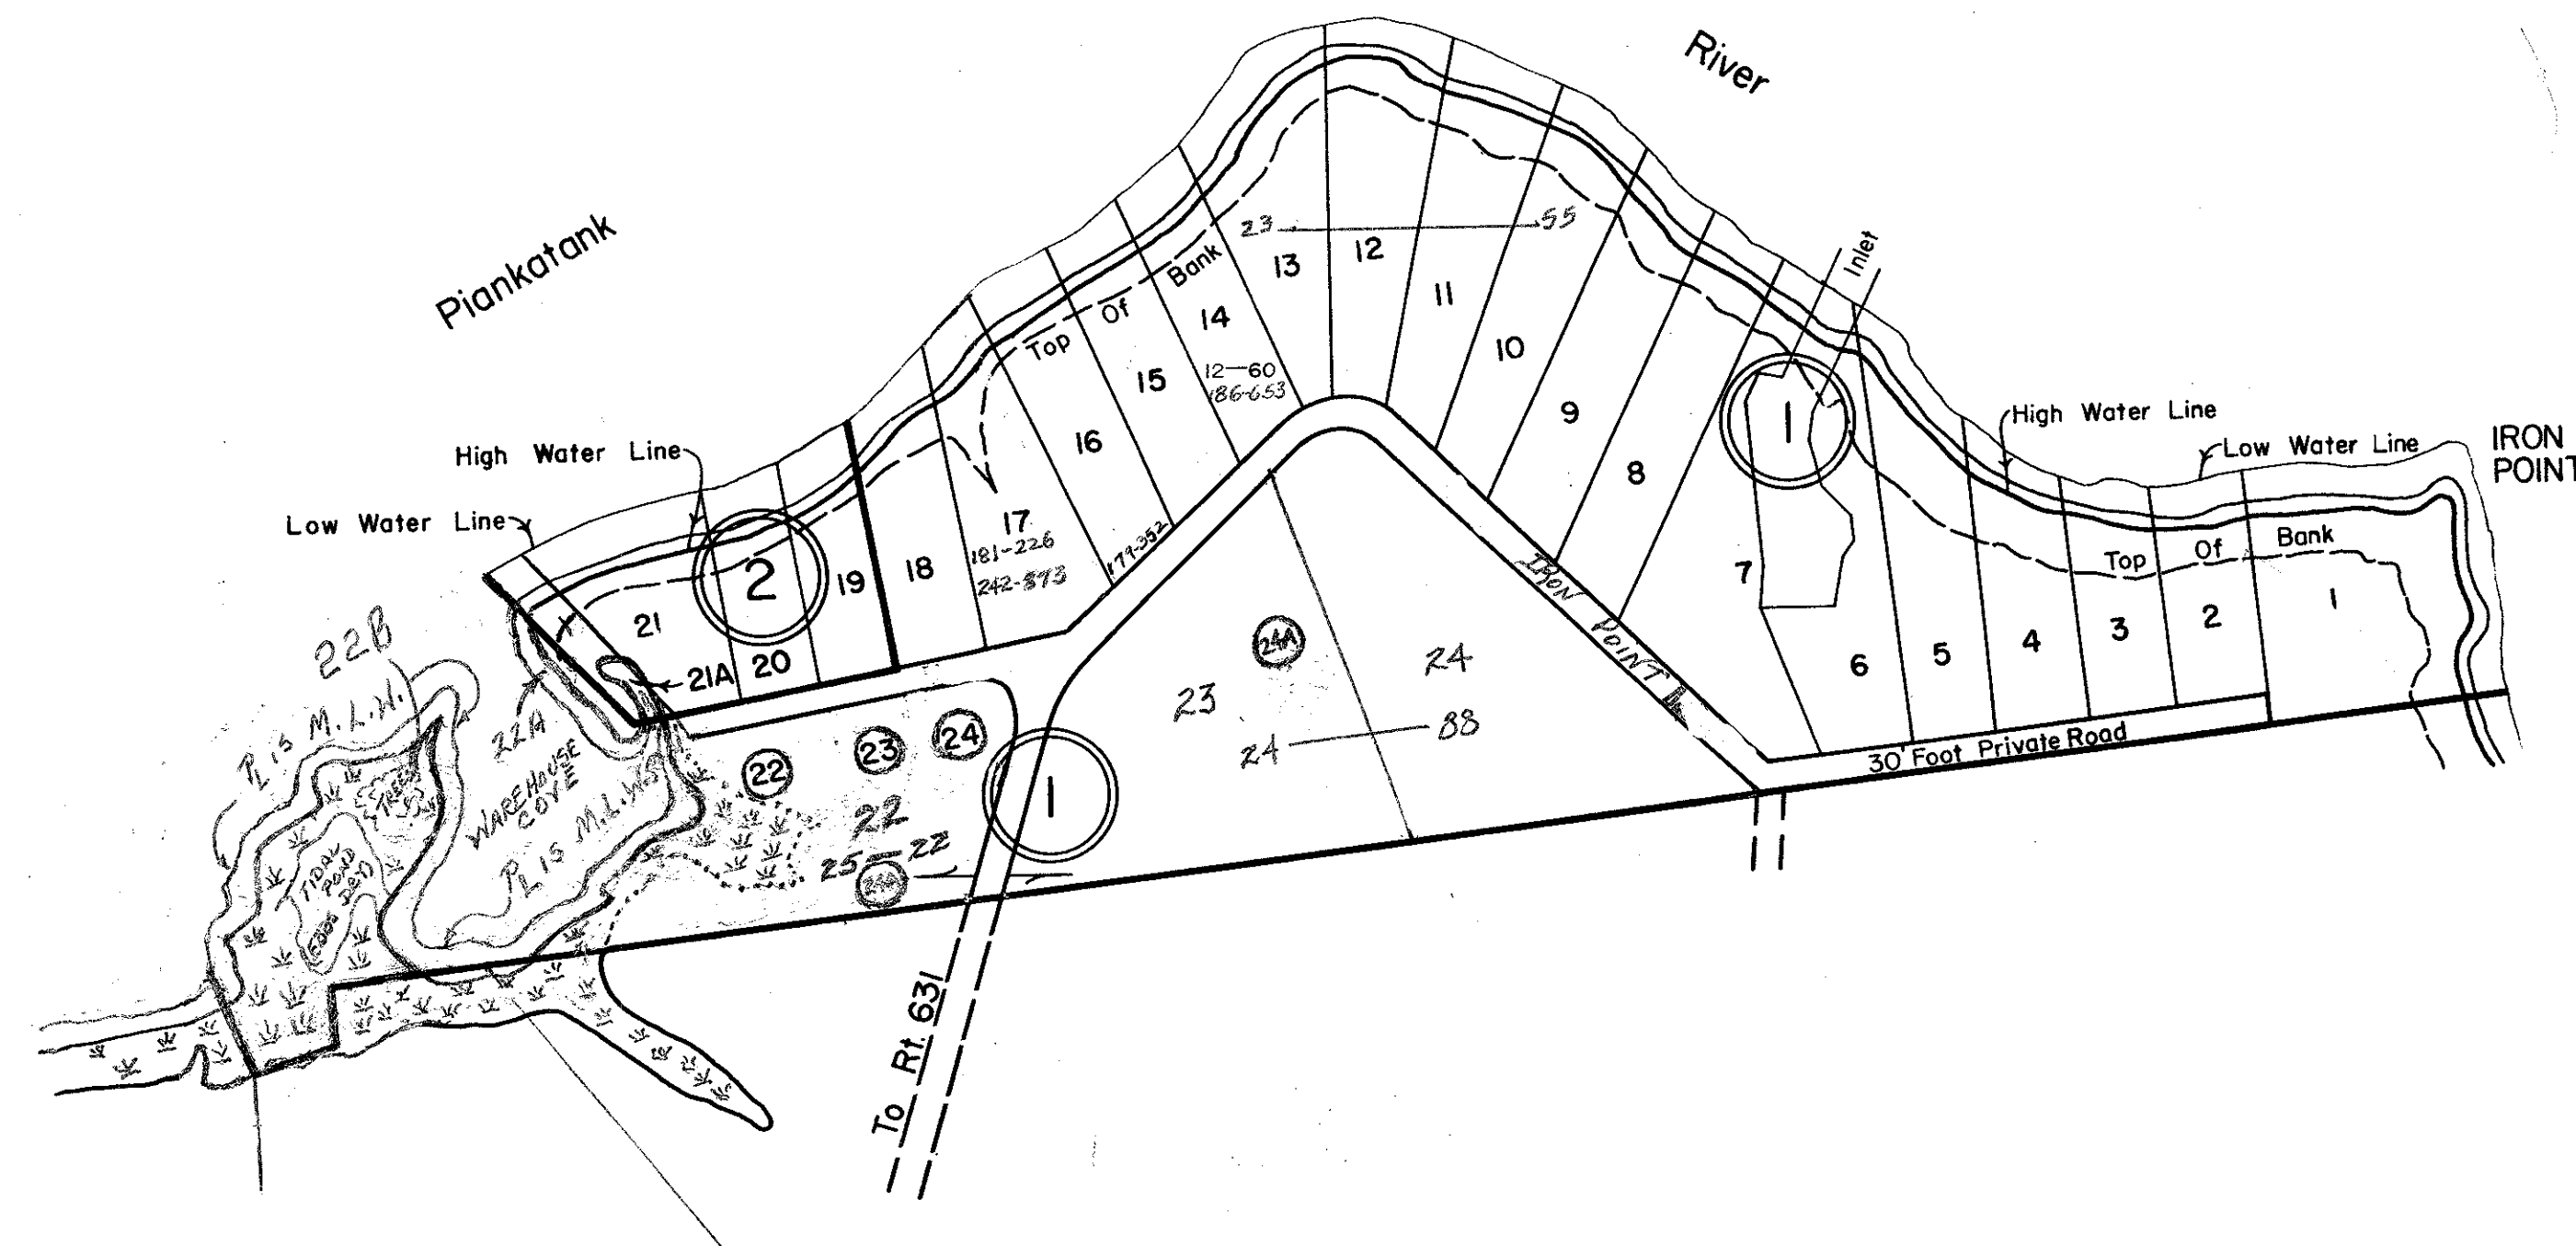 River
Piankatank
Inlet
23 — 55
13
12
14
11
Top Of Bank
10
15
12—60
186-653
9
High Water Line
16
8
1
High Water Line
Low Water Line
IRON
POINT
Low Water Line
17
181-226
242-873
179-352
Top Of Bank
2
19
18
7
21
20
21A
IRON POINT
6
5
4
3
2
1
22B
24A
23
24
24 — 88
30' Foot Private Road
PL is M.L.W.
22A
WAREHOUSE
COVE
PL is M.L.W.
TREES
TIDAL
POND
22
23
24
1
22
25—22
24A
To Rt. 631